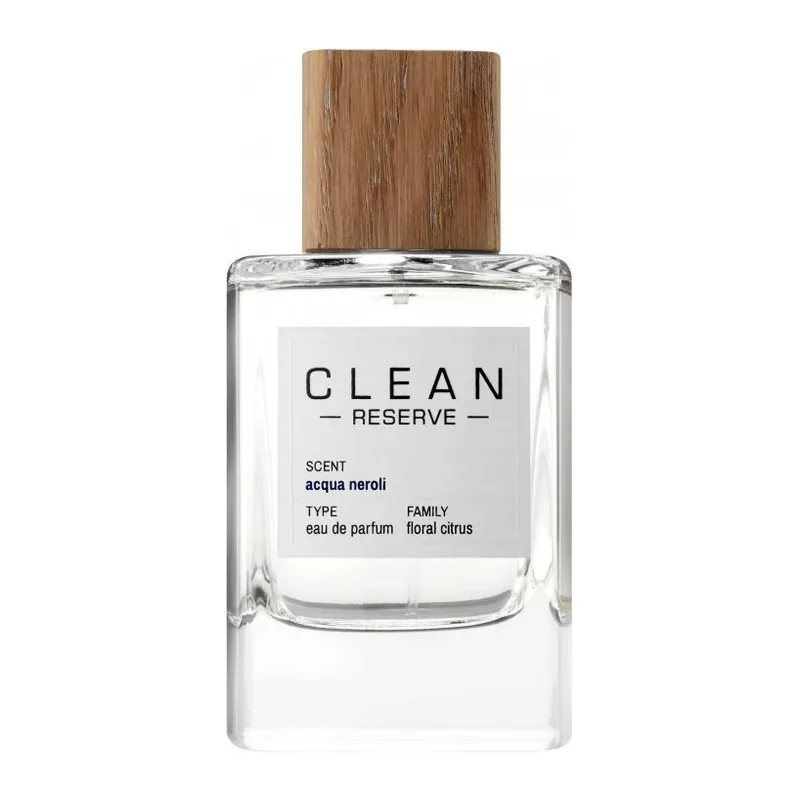 CLEAN
— RESERVE —
SCENT
acqua neroli
TYPE FAMILY
eau de parfum floral citrus